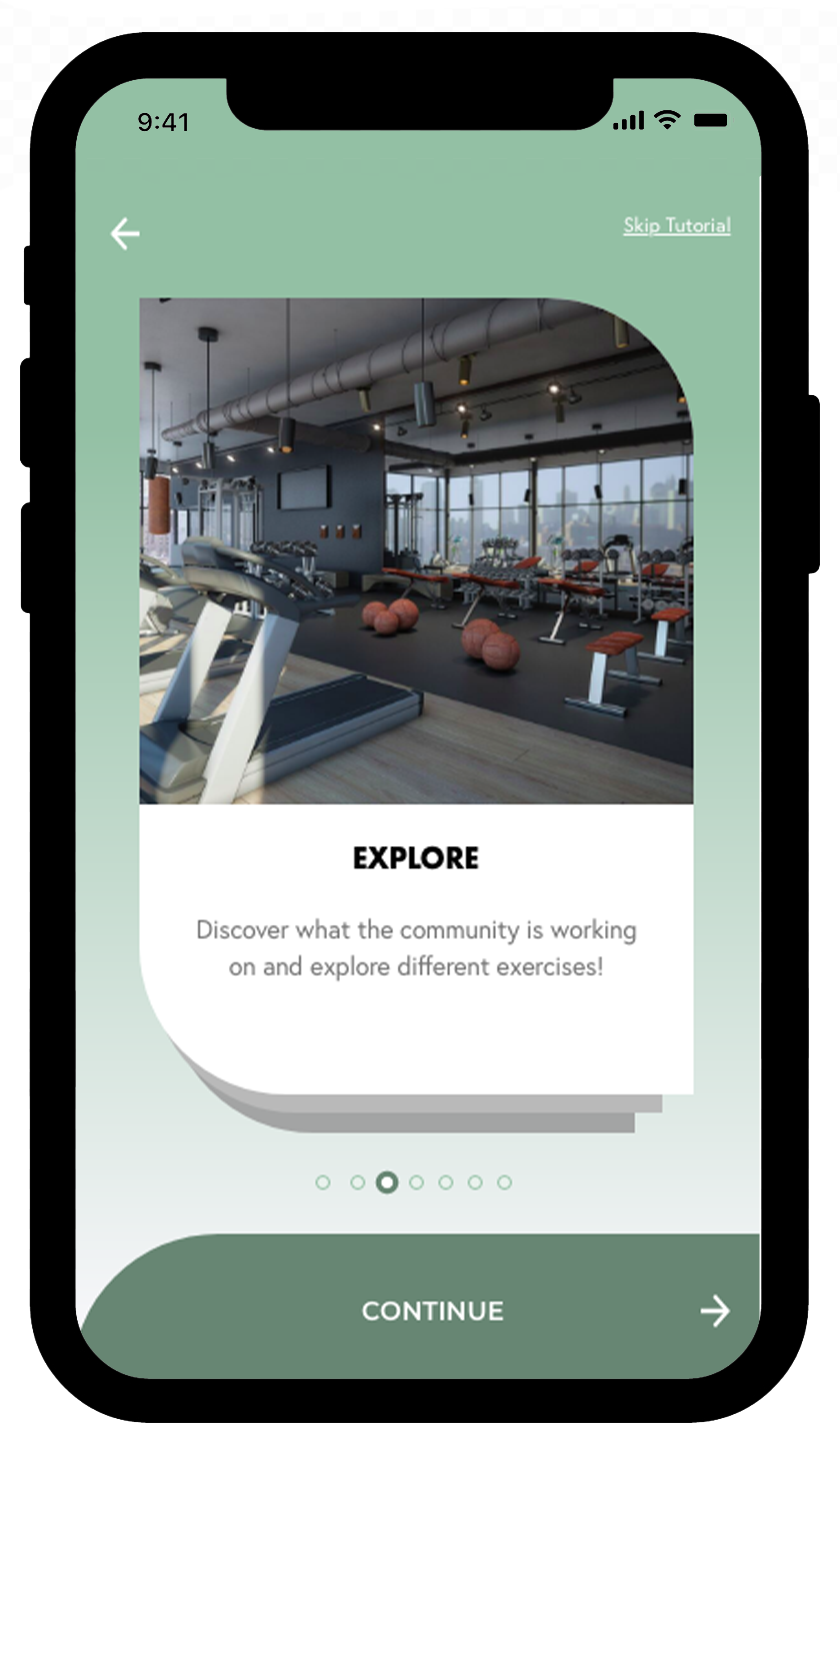 9:41
Skip Tutorial
EXPLORE
Discover what the community is working
on and explore different exercises!
CONTINUE